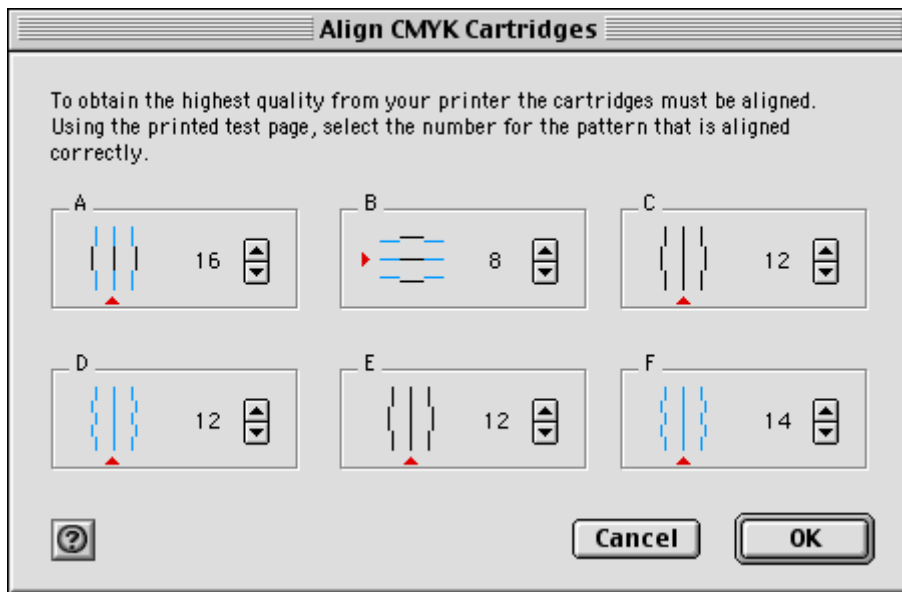 Align CMYK Cartridges
To obtain the highest quality from your printer the cartridges must be aligned.
Using the printed test page, select the number for the pattern that is aligned
correctly.
A
16
B
8
C
12
D
12
E
12
F
14
?
Cancel
OK